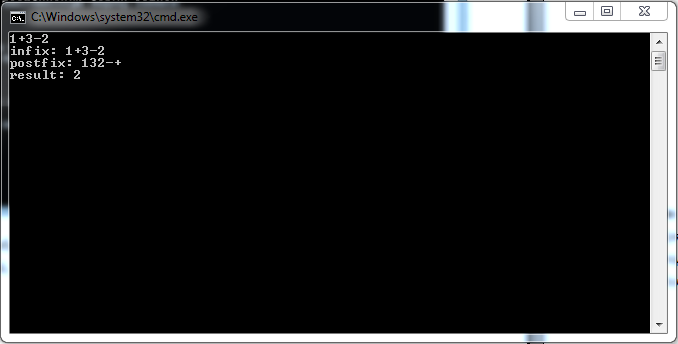 C:\Windows\system32\cmd.exe
1+3-2
infix: 1+3-2
postfix: 132-+
result: 2